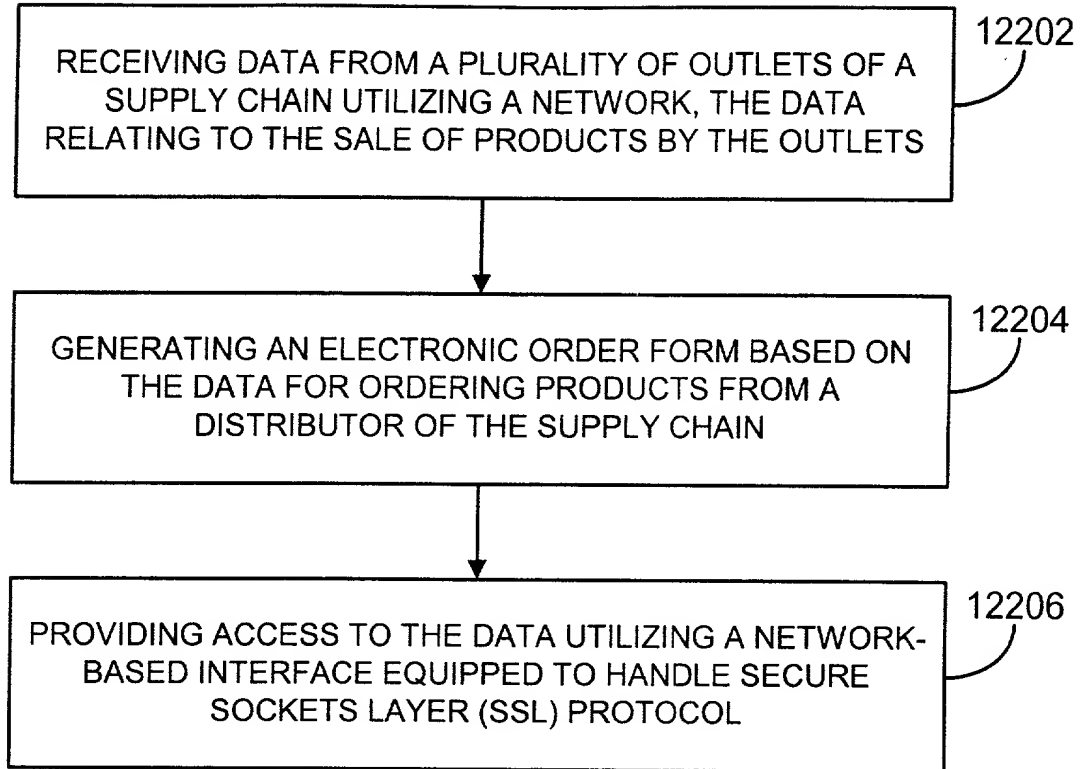 12202
RECEIVING DATA FROM A PLURALITY OF OUTLETS OF A
SUPPLY CHAIN UTILIZING A NETWORK, THE DATA
RELATING TO THE SALE OF PRODUCTS BY THE OUTLETS
12204
GENERATING AN ELECTRONIC ORDER FORM BASED ON
THE DATA FOR ORDERING PRODUCTS FROM A
DISTRIBUTOR OF THE SUPPLY CHAIN
12206
PROVIDING ACCESS TO THE DATA UTILIZING A NETWORK-
BASED INTERFACE EQUIPPED TO HANDLE SECURE
SOCKETS LAYER (SSL) PROTOCOL